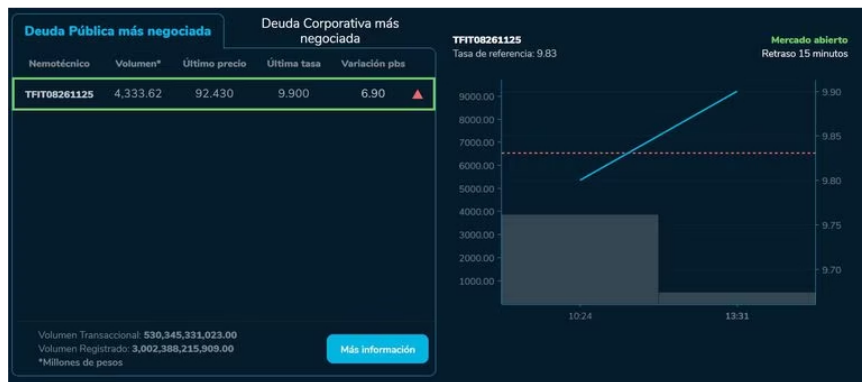 Deuda Pública más negociada
Deuda Corporativa más
negociada
Nemotécnico Volumen* Último precio Última tasa Variación pbs
TFIT08261125 4,333.62 92.430 9.900 6.90
Volumen Transaccional: 530,345,331,023.00
Volumen Registrado: 3,002,388,215,909.00
*Millones de pesos
Más información
TFIT08261125 Mercado abierto
Tasa de referencia: 9.83 Retraso 15 minutos
9000.00 9.90
8000.00
7000.00 9.85
6000.00
5000.00 9.80
4000.00
3000.00 9.75
2000.00
1000.00 9.70
10:24 13:31